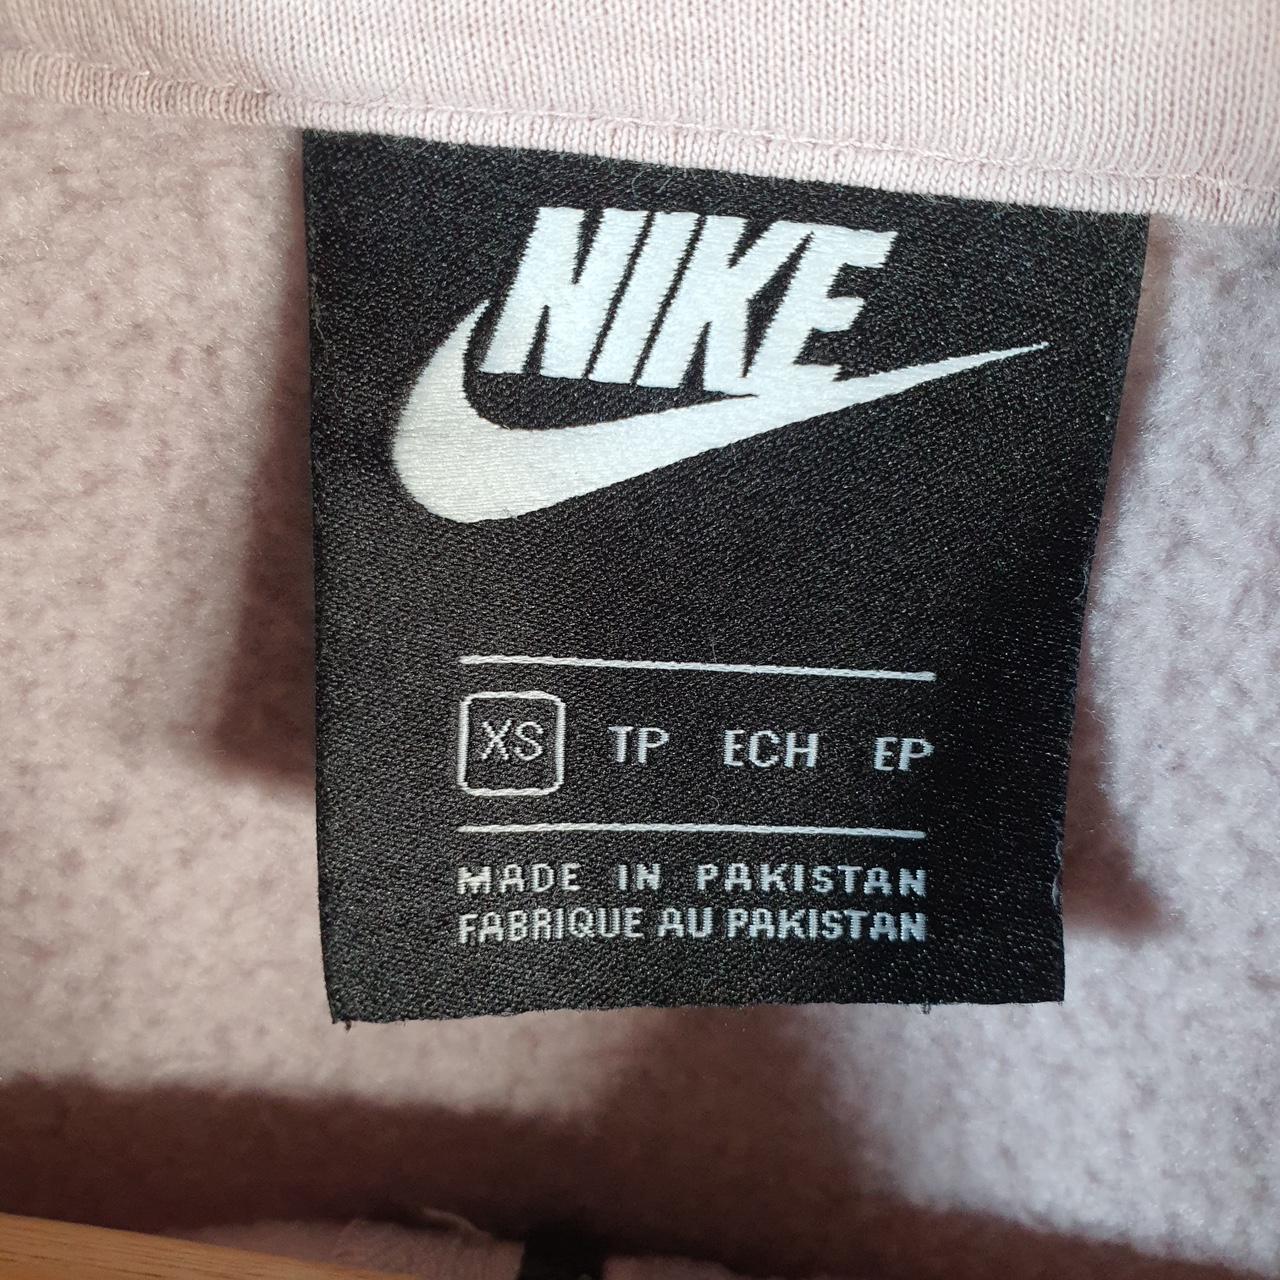 NIKE
XS TP ECH EP
MADE IN PAKISTAN
FABRIQUE AU PAKISTAN